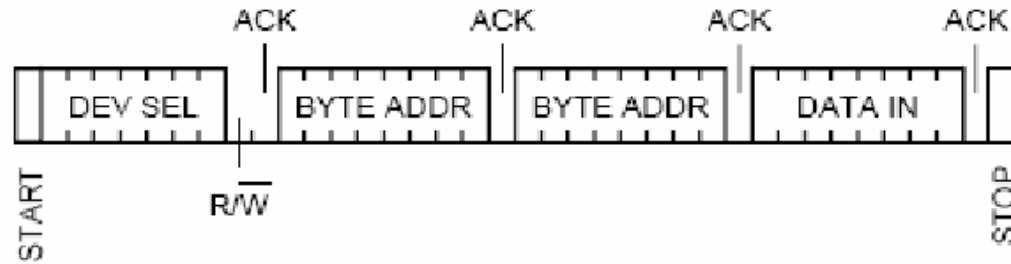 ACK ACK ACK ACK
DEV SEL BYTE ADDR BYTE ADDR DATA IN
R/W̅
START
STOP